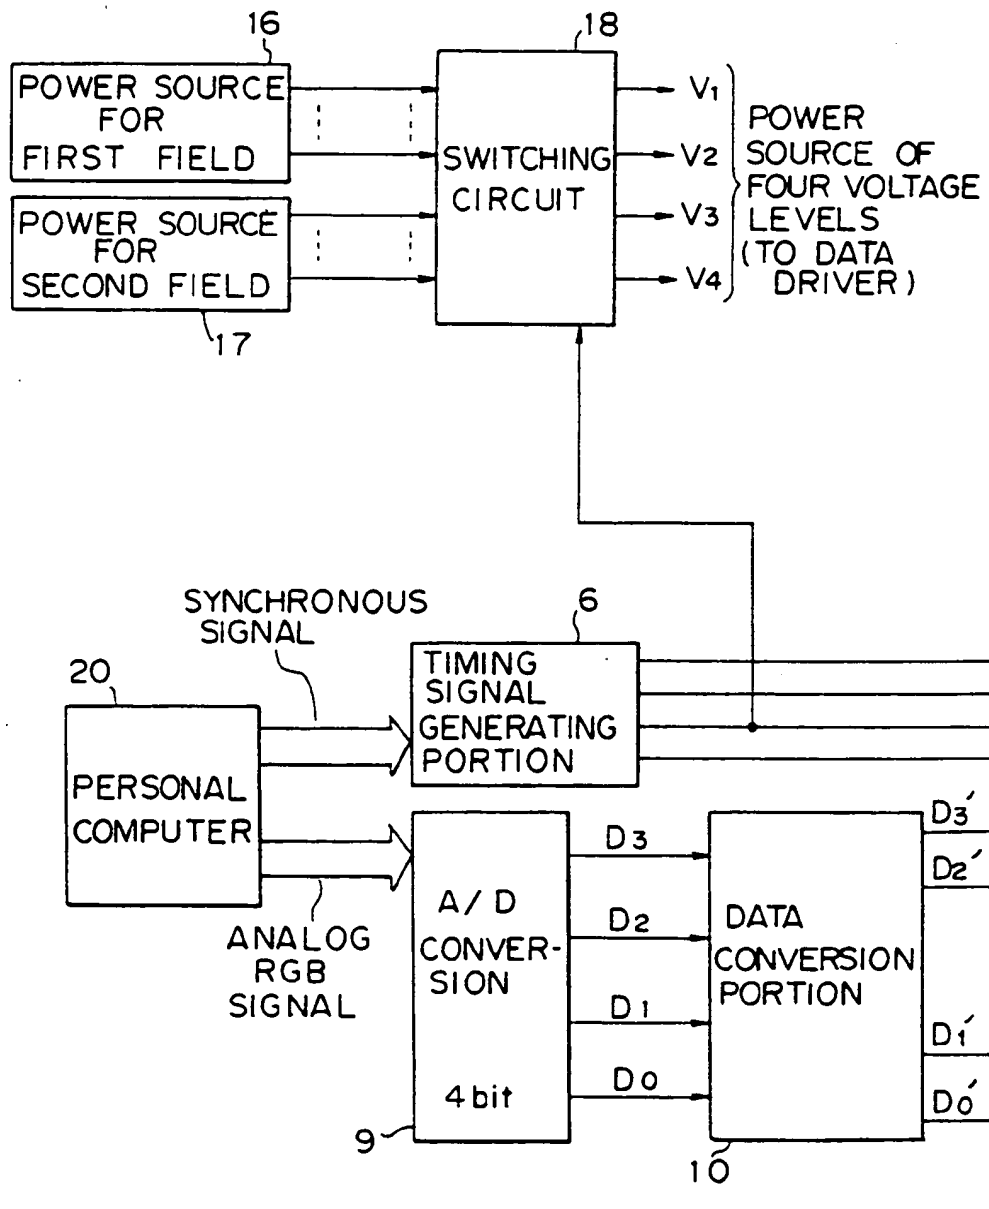 16
18
POWER SOURCE
FOR
FIRST FIELD
POWER SOURCE
FOR
SECOND FIELD
17
SWITCHING
CIRCUIT
V1
V2
V3
V4
POWER
SOURCE OF
FOUR VOLTAGE
LEVELS
(TO DATA
DRIVER)
SYNCHRONOUS
SIGNAL
6
TIMING
SIGNAL
GENERATING
PORTION
20
PERSONAL
COMPUTER
ANALOG
RGB
SIGNAL
A/D
CONVER-
SION
4bit
9
D3
D2
D1
D0
DATA
CONVERSION
PORTION
10
D3'
D2'
D1'
D0'